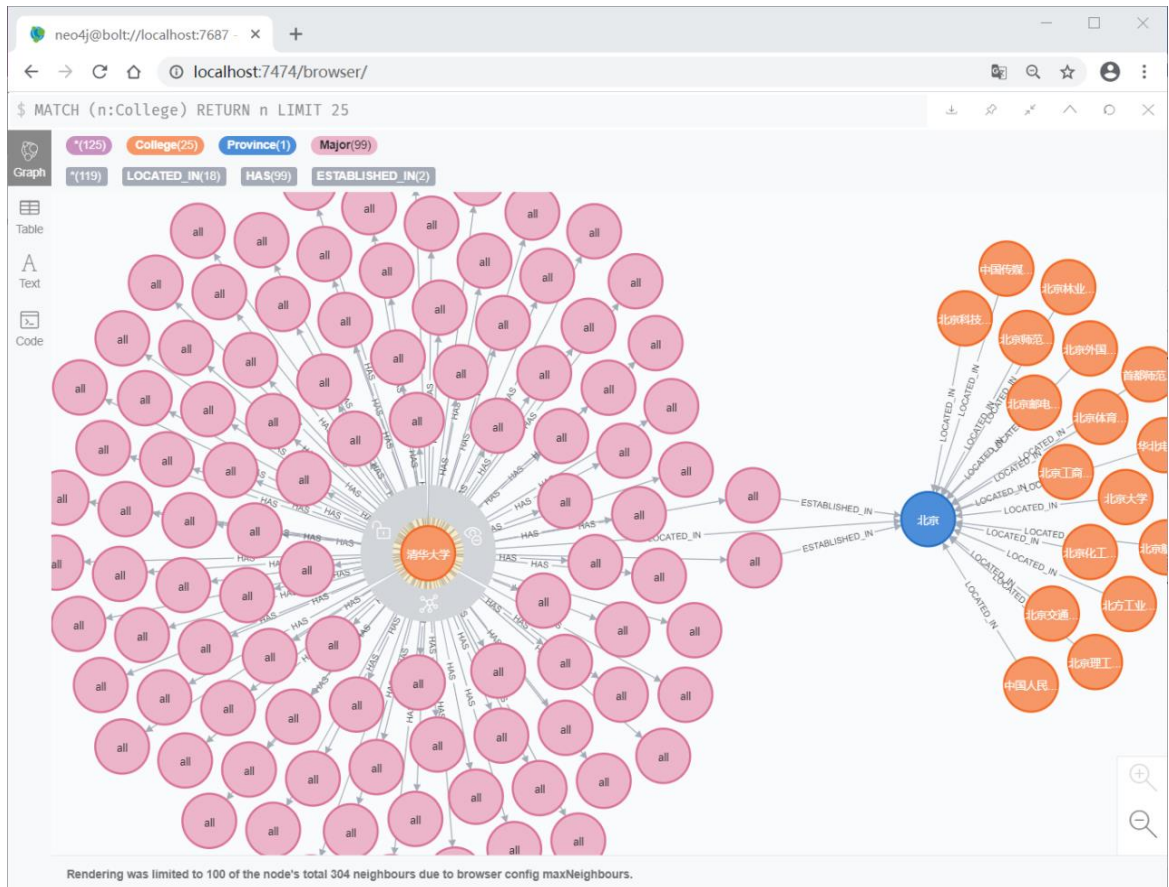 neo4j@bolt://localhost:7687 -
localhost:7474/browser/
$ MATCH (n:College) RETURN n LIMIT 25
*(125) College(25) Province(1) Major(99)
*(119) LOCATED_IN(18) HAS(99) ESTABLISHED_IN(2)
Graph
Table
Text
Code
all
HAS
清华大学
ESTABLISHED_IN
LOCATED_IN
ESTABLISHED_IN
北京
LOCATED_IN
中国传媒...
北京林业...
北京科技...
北京师范...
北京外国...
首都师范
北京邮电...
北京体育...
华北电
北京工商...
北京大学
北京化工...
北方工业...
北京交通...
北京理工...
中国人民...
Rendering was limited to 100 of the node's total 304 neighbours due to browser config maxNeighbours.